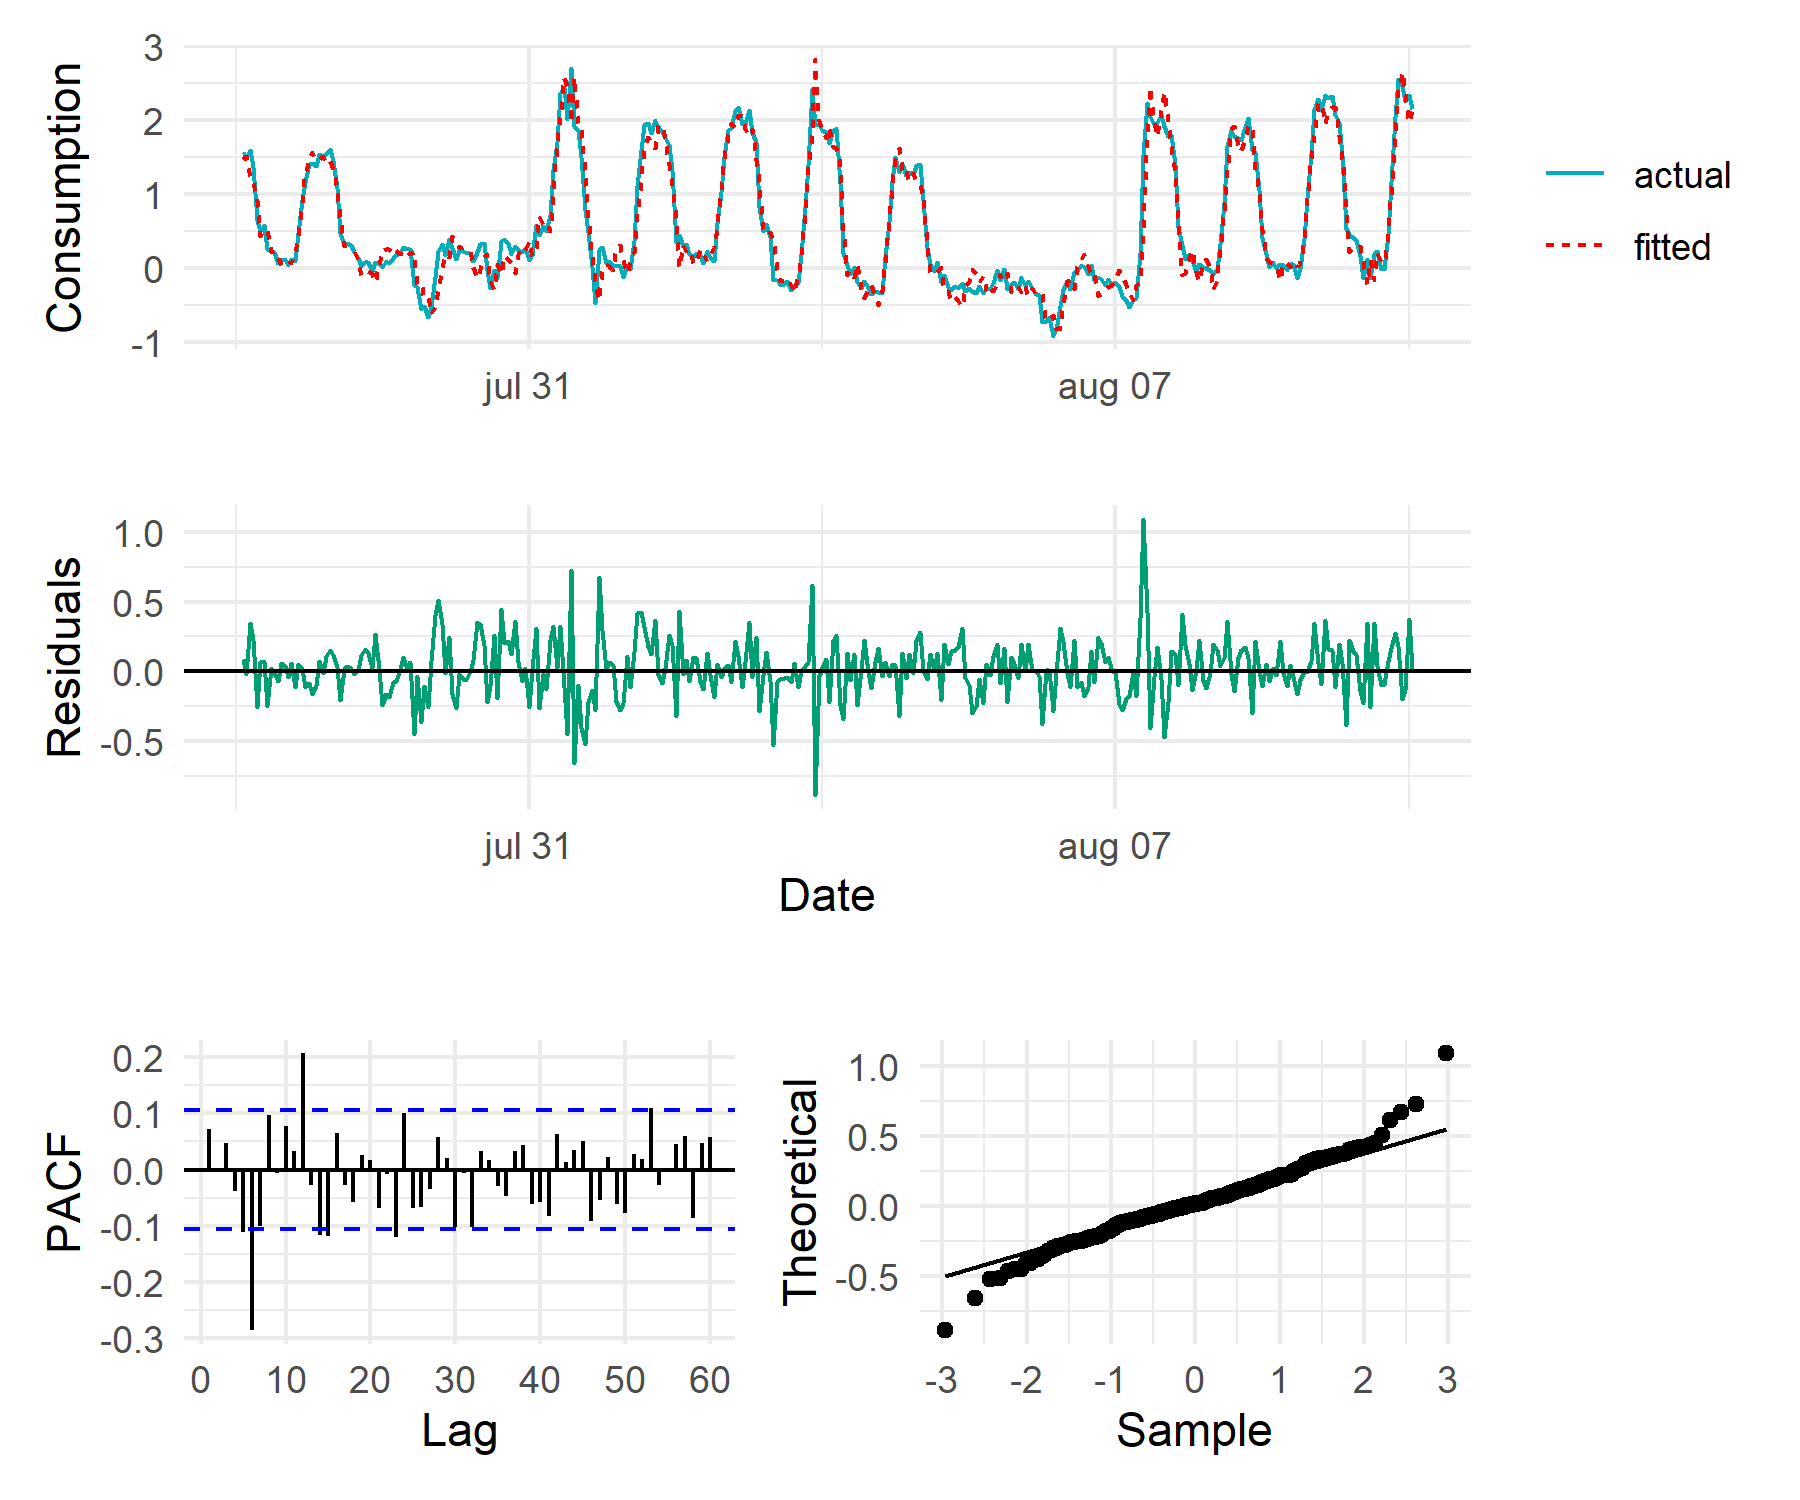 Consumption
3
2
1
0
-1
jul 31
aug 07
actual
fitted
Residuals
1.0
0.5
0.0
-0.5
jul 31
aug 07
Date
PACF
0.2
0.1
0.0
-0.1
-0.2
-0.3
0 10 20 30 40 50 60
Lag
Theoretical
1.0
0.5
0.0
-0.5
-3 -2 -1 0 1 2 3
Sample